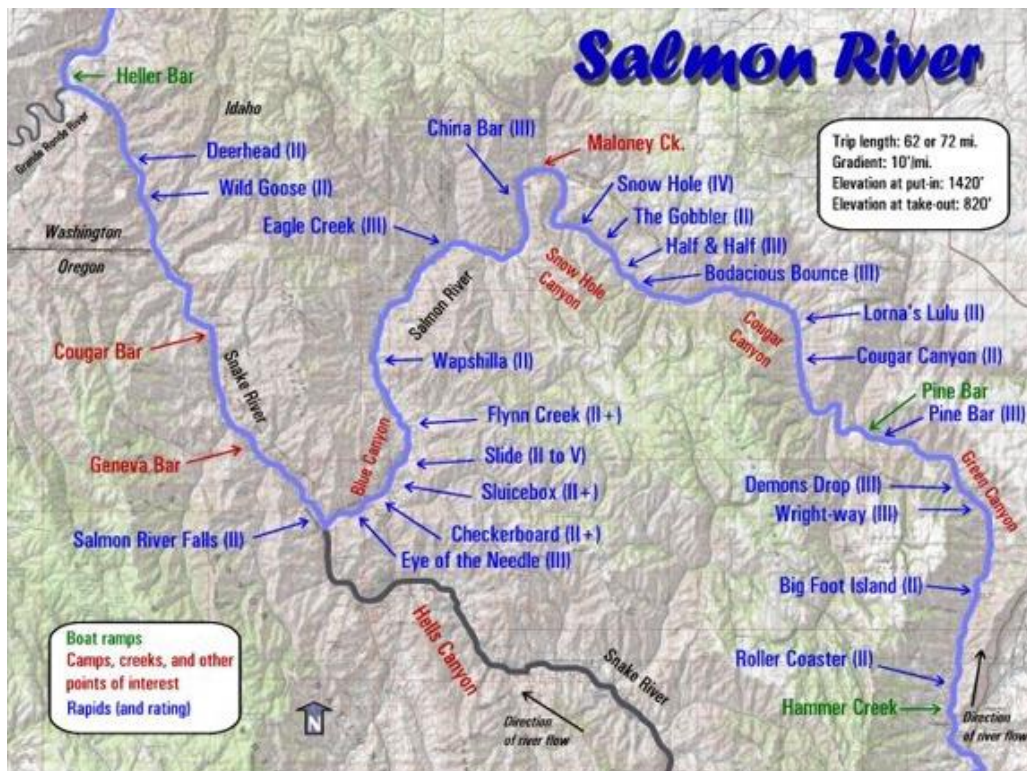 Salmon River
Heller Bar
Idaho
Grande Ronde River
China Bar (III)
Maloney Ck.
Trip length: 62 or 72 mi.
Gradient: 10'/mi.
Elevation at put-in: 1420'
Elevation at take-out: 820'
Deerhead (II)
Wild Goose (II)
Snow Hole (IV)
The Gobbler (II)
Eagle Creek (III)
Washington
Oregon
Half & Half (III)
Bodacious Bounce (III)
Snow Hole
Canyon
Salmon River
Lorna's Lulu (II)
Cougar
Canyon
Cougar Canyon (II)
Cougar Bar
Snake River
Wapshilla (II)
Pine Bar
Pine Bar (III)
Flynn Creek (II+)
Blue Canyon
Geneva Bar
Slide (II to V)
Sluicebox (II+)
Green Canyon
Demons Drop (III)
Wright-way (III)
Salmon River Falls (II)
Checkerboard (II+)
Eye of the Needle (III)
Big Foot Island (II)
Hells Canyon
Snake River
Roller Coaster (II)
Hammer Creek
Boat ramps
Camps, creeks, and other
points of interest
Rapids (and rating)
N
Direction
of river flow
Direction
of river flow